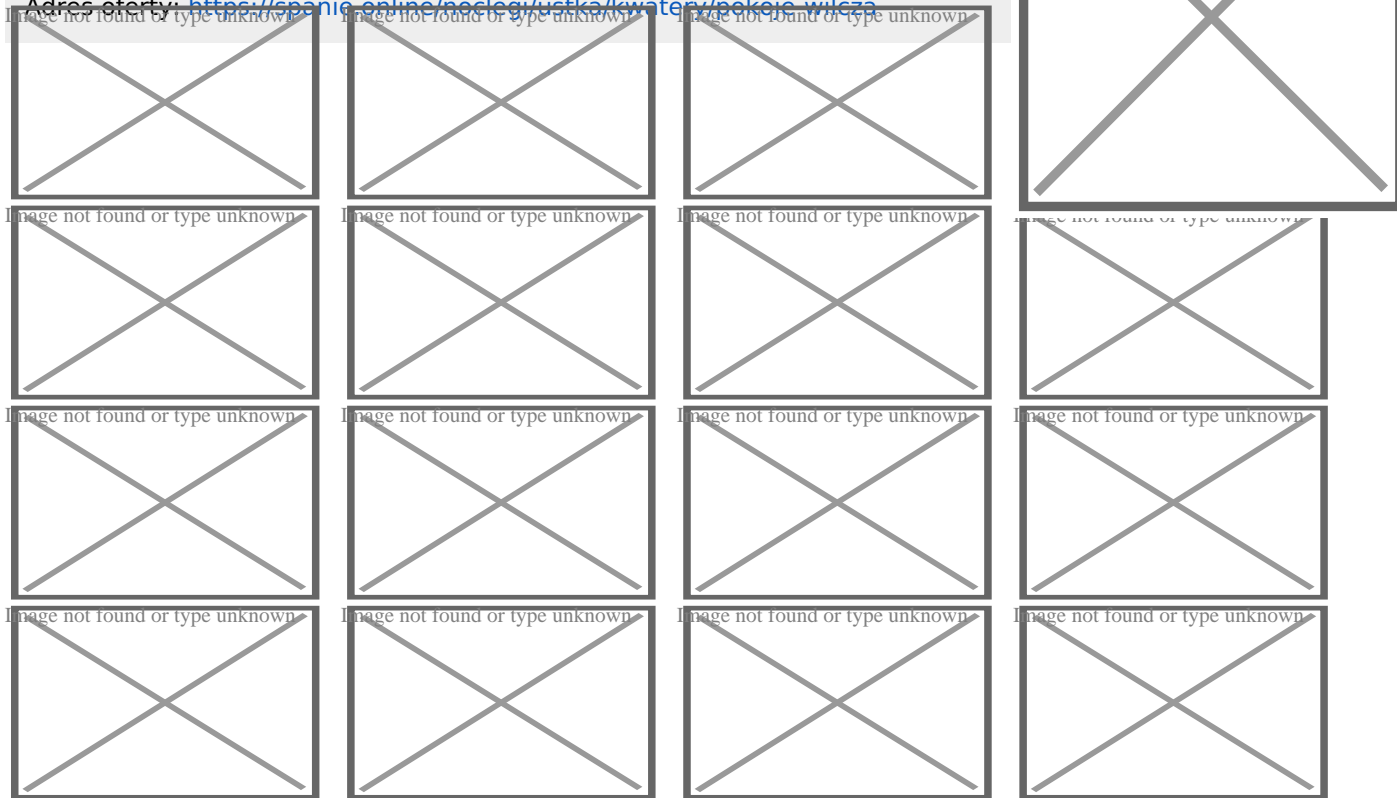 Adres oferty: https://spanie.online/noclegi/ustka/kwatery/pokoje-wilcza
Image not found or type unknown Image not found or type unknown Image not found or type unknown
Image not found or type unknown Image not found or type unknown Image not found or type unknown Image not found or type unknown
Image not found or type unknown Image not found or type unknown Image not found or type unknown Image not found or type unknown
Image not found or type unknown Image not found or type unknown Image not found or type unknown Image not found or type unknown